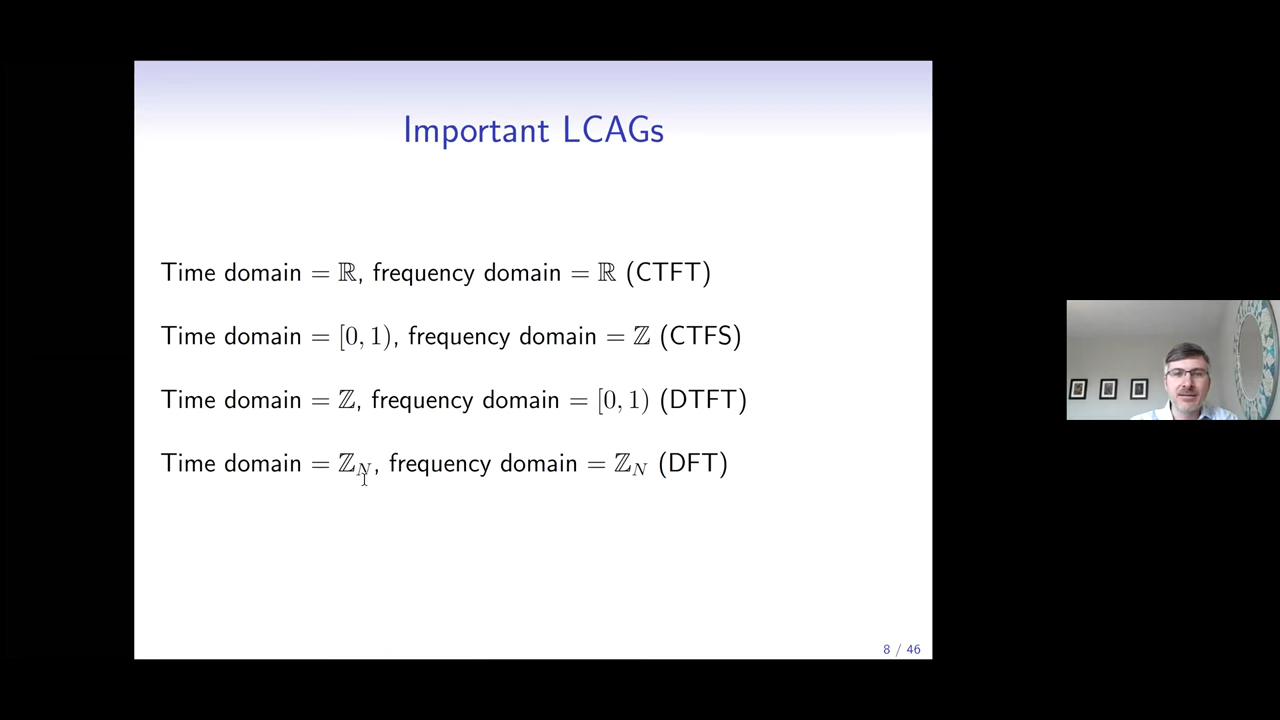 Important LCAGs
Time domain = ℝ, frequency domain = ℝ (CTFT)
Time domain = [0, 1), frequency domain = ℤ (CTFS)
Time domain = ℤ, frequency domain = [0, 1) (DTFT)
Time domain = ℤ_N, frequency domain = ℤ_N (DFT)
8 / 46